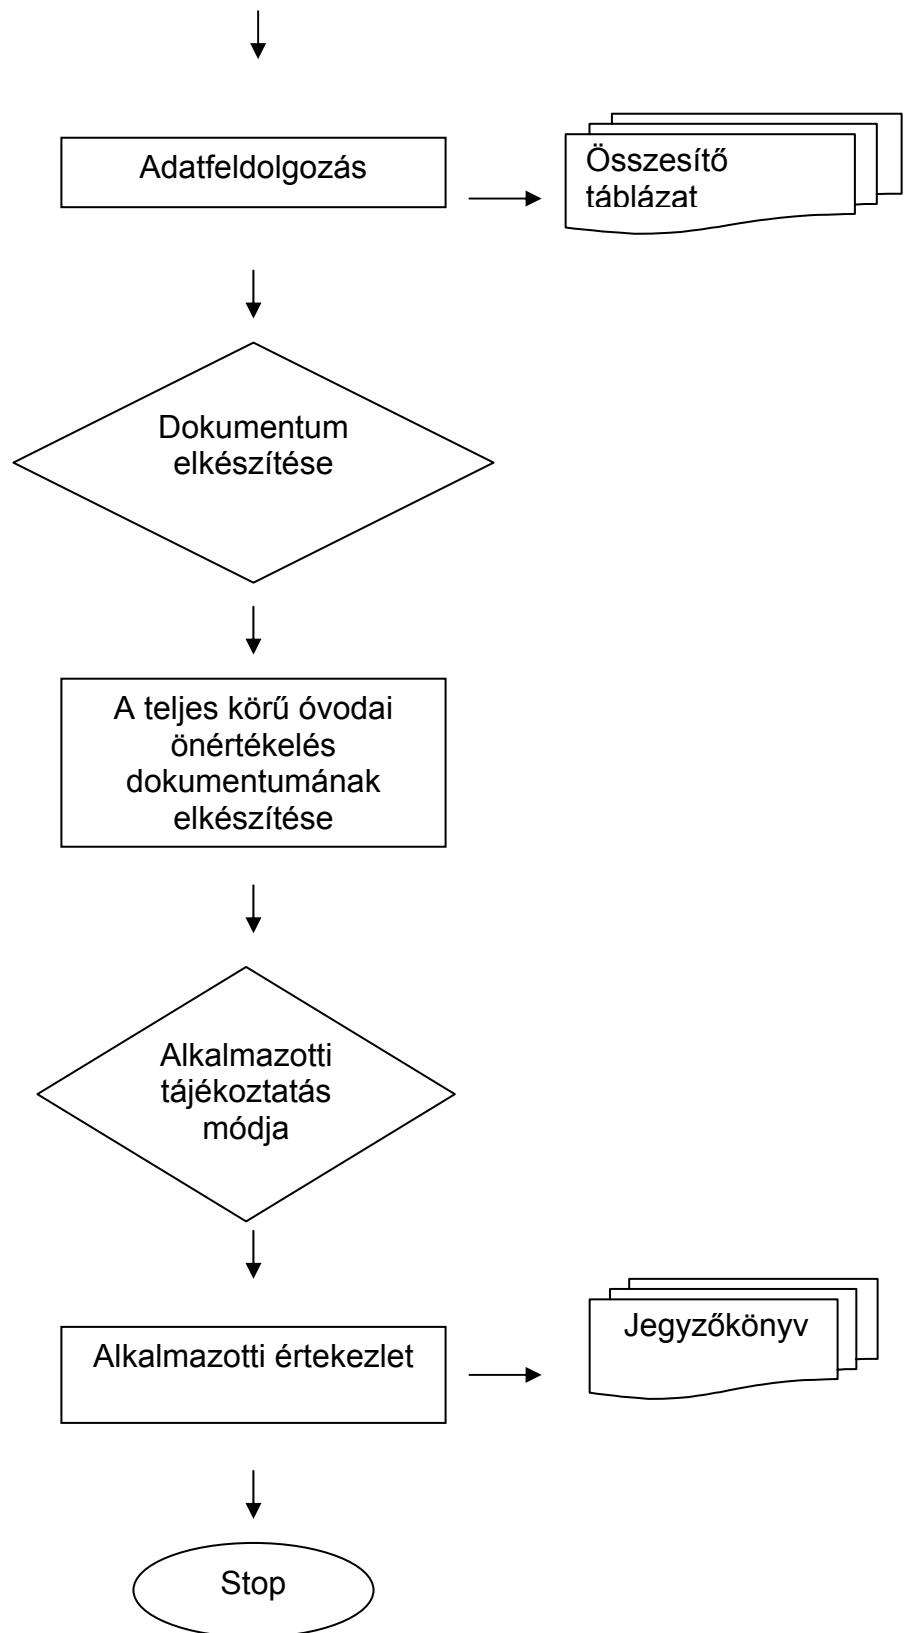 Adatfeldolgozás
Összesítő
táblázat
Dokumentum
elkészítése
A teljes körű óvodai
önértékelés
dokumentumának
elkészítése
Alkalmazotti
tájékoztatás
módja
Alkalmazotti értekezlet
Jegyzőkönyv
Stop